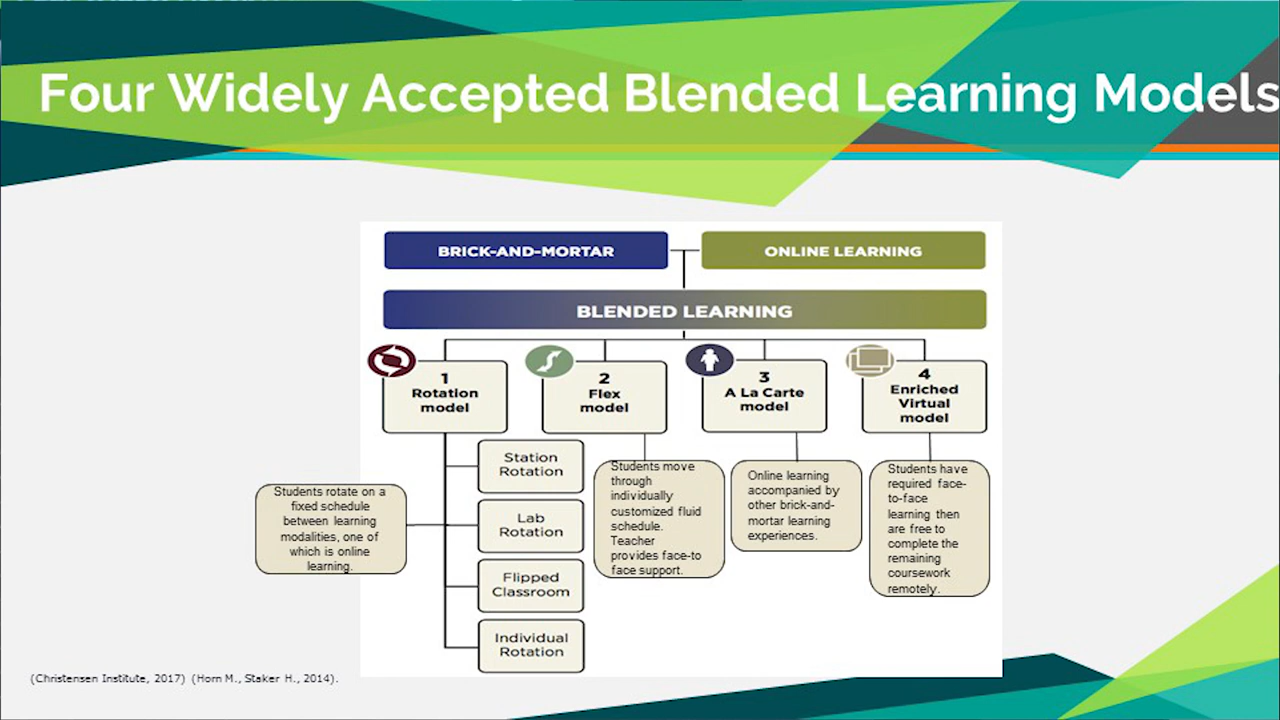 Four Widely Accepted Blended Learning Models
BRICK-AND-MORTAR
ONLINE LEARNING
BLENDED LEARNING
1
Rotation
model
2
Flex
model
3
A La Carte
model
4
Enriched
Virtual
model
Station
Rotation
Lab
Rotation
Flipped
Classroom
Individual
Rotation
Students rotate on a
fixed schedule
between learning
modalities, one of
which is online
learning.
Students move
through
individually
customized fluid
schedule.
Teacher
provides face-to
face support.
Online learning
accompanied by
other brick-and-
mortar learning
experiences.
Students have
required face-
to-face
learning then
are free to
complete the
remaining
coursework
remotely.
(Christensen Institute, 2017) (Horn M., Staker H., 2014).